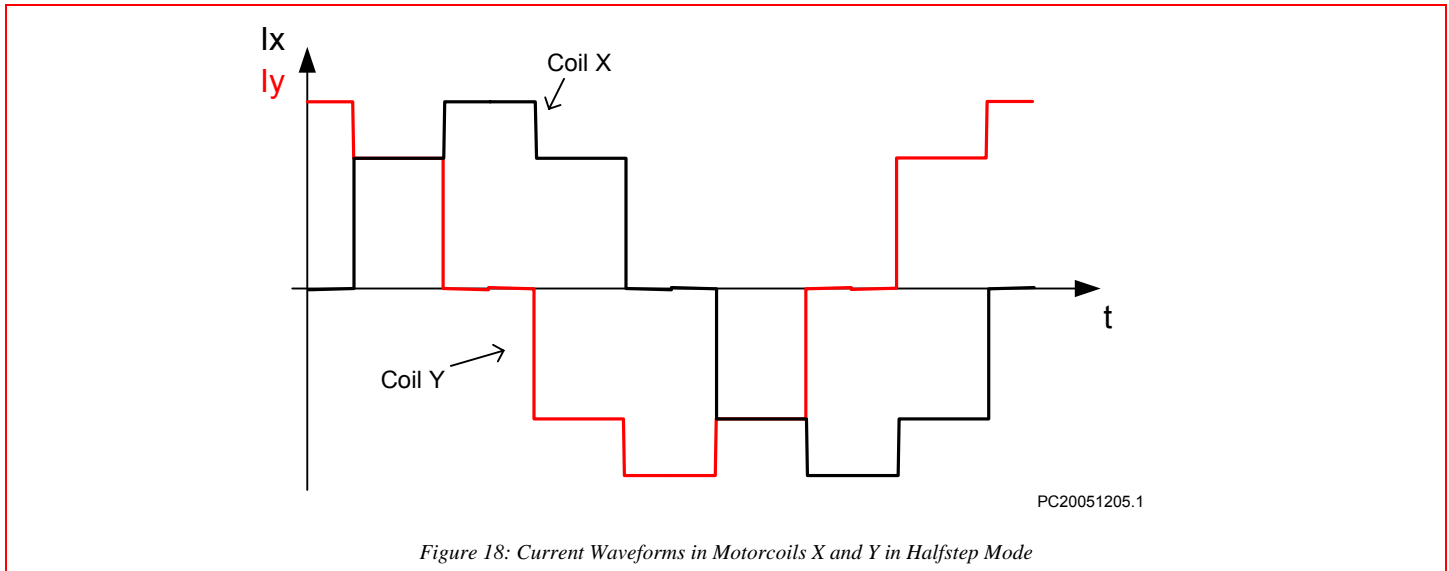 Ix
Iy
Coil X
t
Coil Y
PC20051205.1
Figure 18: Current Waveforms in Motorcoils X and Y in Halfstep Mode